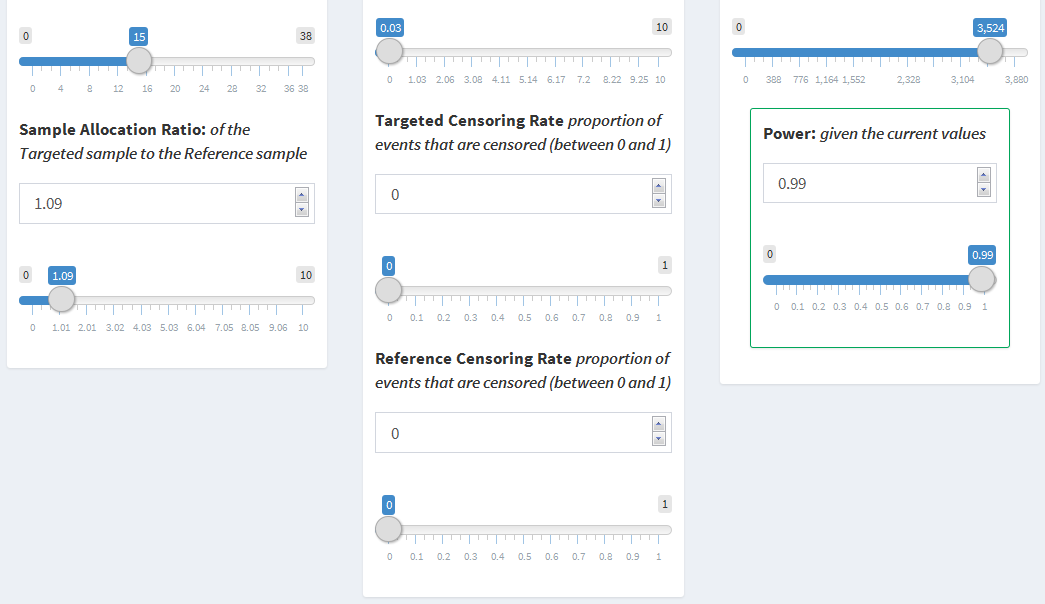 0 15 38
0 4 8 12 16 20 24 28 32 36 38
Sample Allocation Ratio: of the
Targeted sample to the Reference sample
1.09
0 1.09 10
0 1.01 2.01 3.02 4.03 5.03 6.04 7.05 8.05 9.06 10
0.03 10
0 1.03 2.06 3.08 4.11 5.14 6.17 7.2 8.22 9.25 10
Targeted Censoring Rate proportion of
events that are censored (between 0 and 1)
0
0 1
0 0.1 0.2 0.3 0.4 0.5 0.6 0.7 0.8 0.9 1
Reference Censoring Rate proportion of
events that are censored (between 0 and 1)
0
0 1
0 0.1 0.2 0.3 0.4 0.5 0.6 0.7 0.8 0.9 1
0 3,524
0 388 776 1,164 1,552 2,328 3,104 3,880
Power: given the current values
0.99
0 0.99
0 0.1 0.2 0.3 0.4 0.5 0.6 0.7 0.8 0.9 1